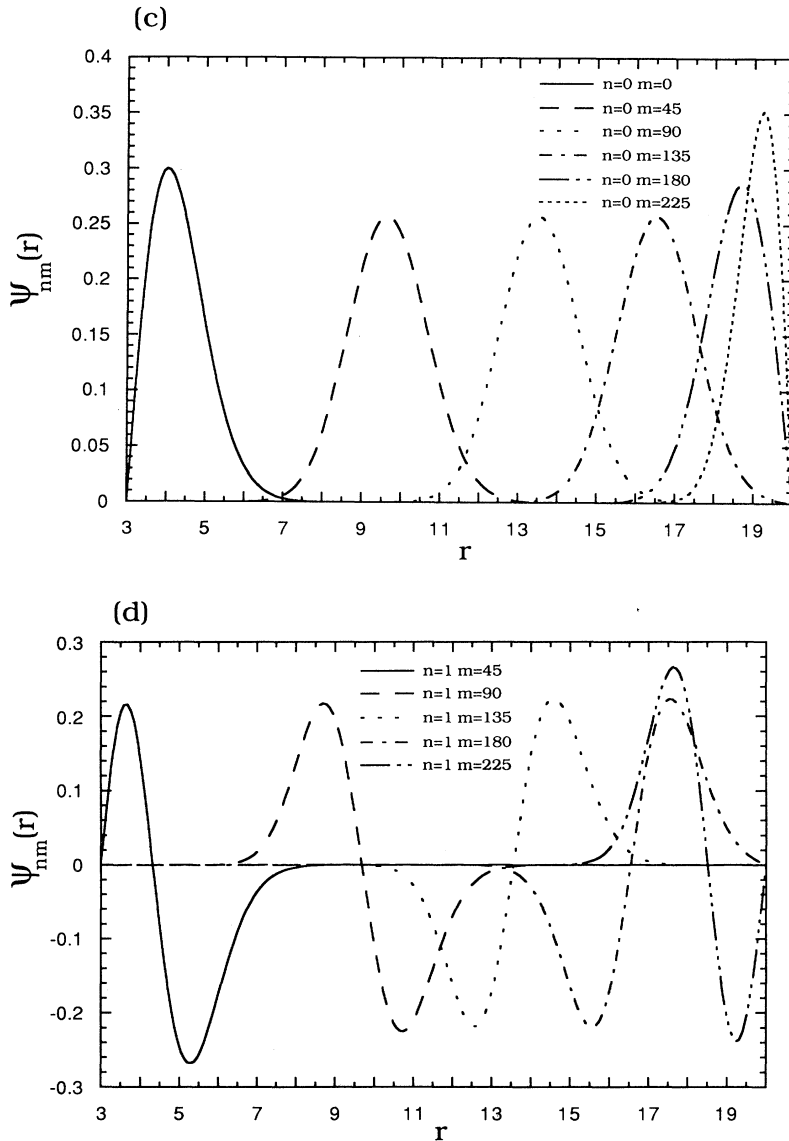 (c)
0.4
0.35
0.3
0.25
0.2
0.15
0.1
0.05
0
ψnm(r)
n=0 m=0
n=0 m=45
n=0 m=90
n=0 m=135
n=0 m=180
n=0 m=225
3 5 7 9 11 13 15 17 19
r
(d)
0.3
0.2
0.1
0
-0.1
-0.2
-0.3
ψnm(r)
n=1 m=45
n=1 m=90
n=1 m=135
n=1 m=180
n=1 m=225
3 5 7 9 11 13 15 17 19
r